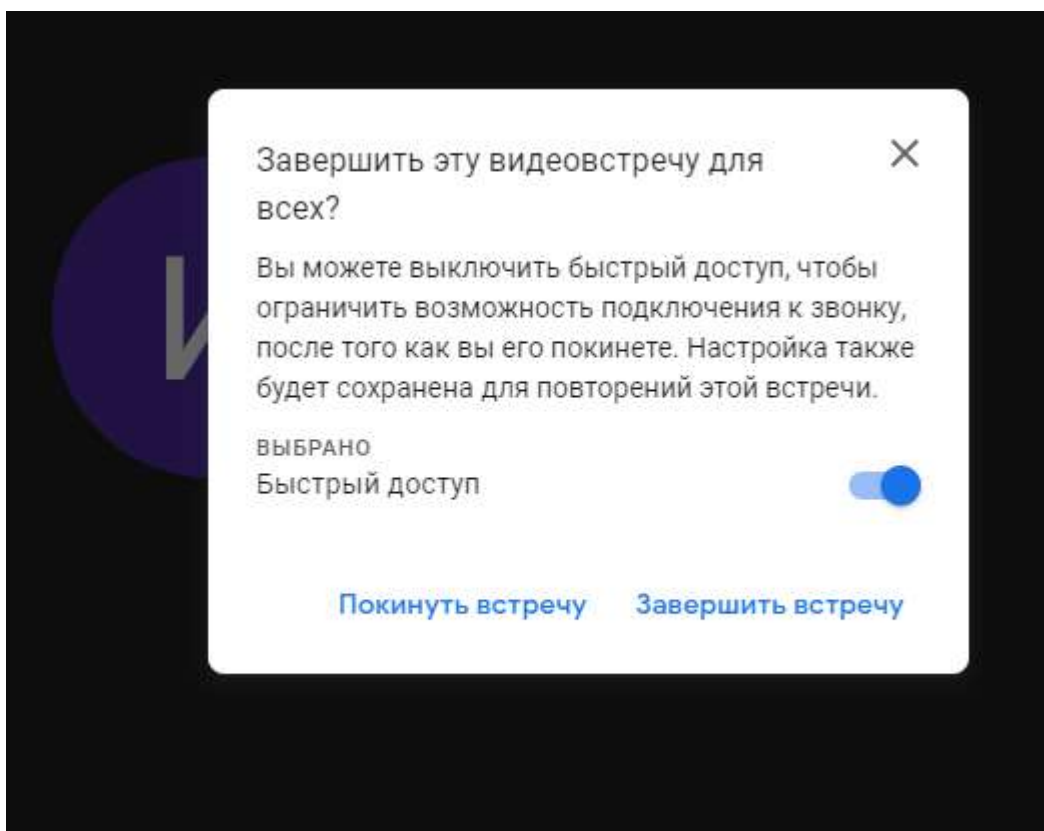 Завершить эту видеовстречу для
всех?
Вы можете выключить быстрый доступ, чтобы
ограничить возможность подключения к звонку,
после того как вы его покинете. Настройка также
будет сохранена для повторений этой встречи.
ВЫБРАНО
Быстрый доступ
Покинуть встречу Завершить встречу